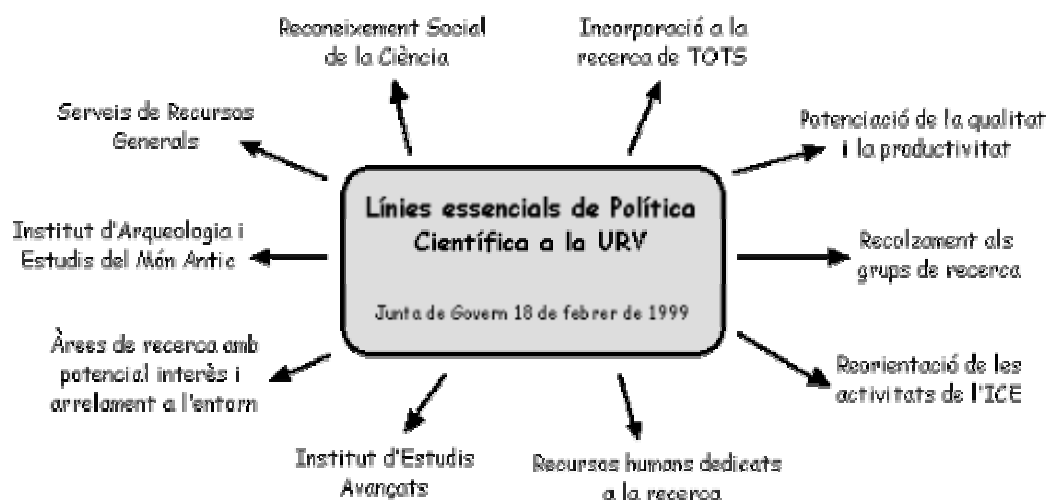 Reconeixement Social
de la Ciència
Incorporació a la
recerca de TOTS
Serveis de Recursos
Generals
Potenciació de la qualitat
i la productivitat
Línies essencials de Política
Científica a la URV
Junta de Govern 18 de febrer de 1999
Institut d'Arqueologia i
Estudis del Món Antic
Recolzament als
grups de recerca
Àrees de recerca amb
potencial interès i
arrelament a l'entorn
Reorientació de les
activitats de l'ICE
Institut d'Estudis
Avançats
Recursos humans dedicats
a la recerca